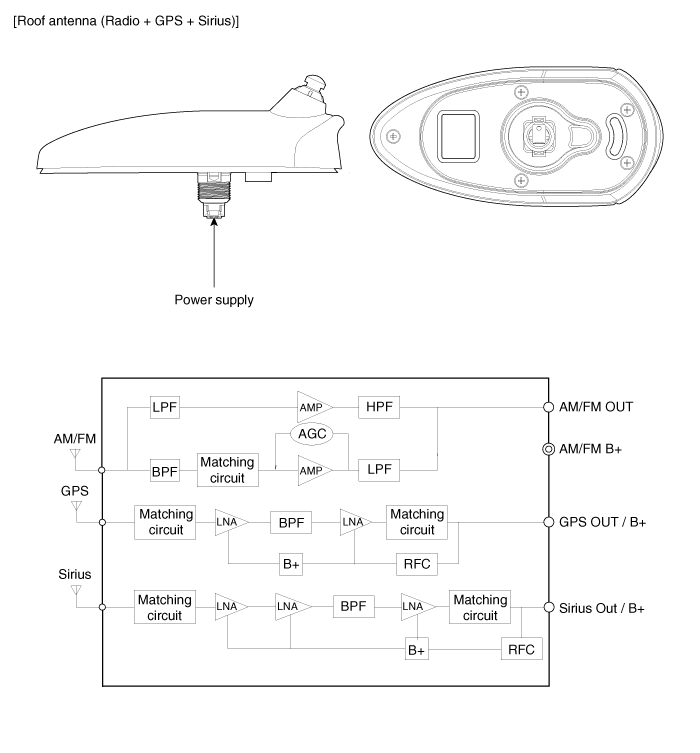 [Roof antenna (Radio + GPS + Sirius)]
Power supply
LPF
AMP
HPF
AM/FM OUT
AGC
AM/FM
AM/FM B+
BPF
Matching
circuit
AMP
LPF
GPS
Matching
circuit
LNA
BPF
LNA
Matching
circuit
GPS OUT / B+
B+
RFC
Sirius
Matching
circuit
LNA
LNA
BPF
LNA
Matching
circuit
Sirius Out / B+
B+
RFC